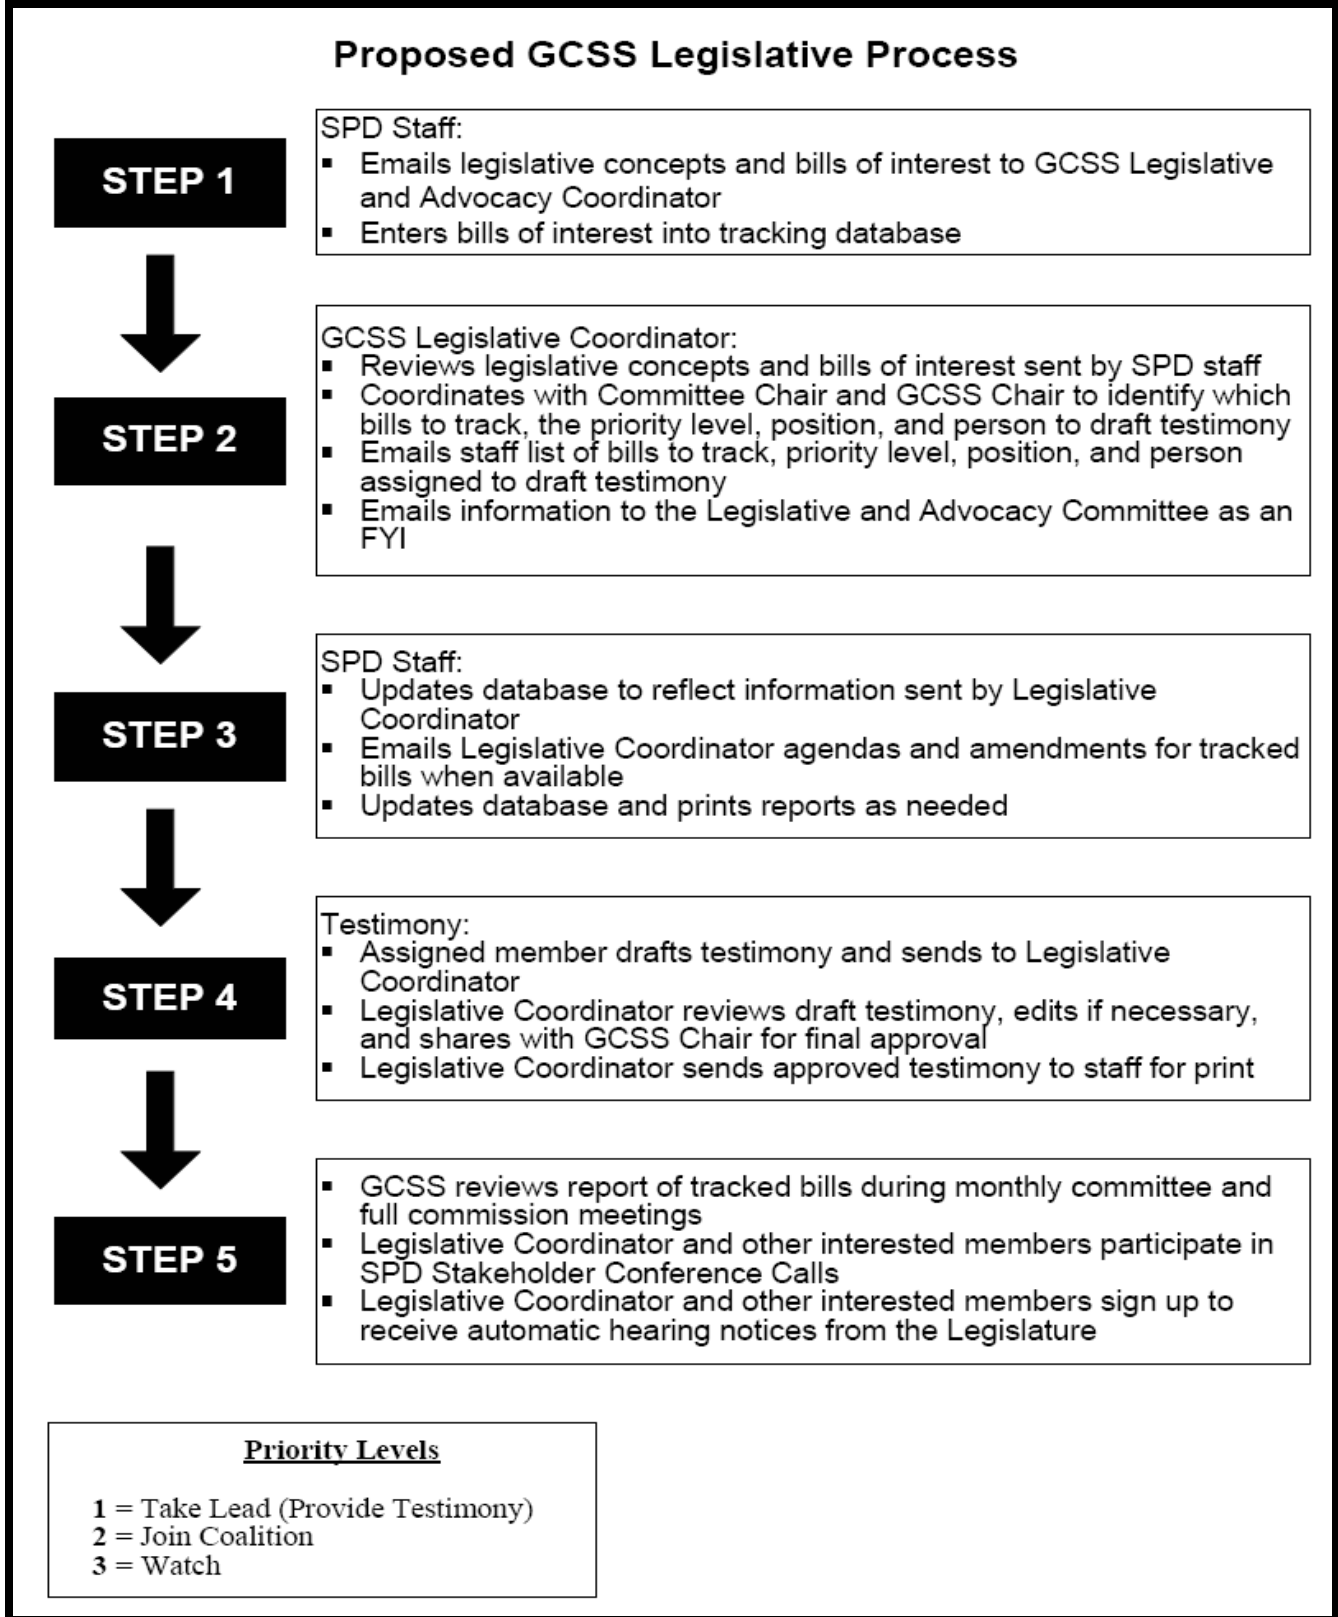 Proposed GCSS Legislative Process
STEP 1
SPD Staff:
▪ Emails legislative concepts and bills of interest to GCSS Legislative
and Advocacy Coordinator
▪ Enters bills of interest into tracking database
STEP 2
GCSS Legislative Coordinator:
▪ Reviews legislative concepts and bills of interest sent by SPD staff
▪ Coordinates with Committee Chair and GCSS Chair to identify which
bills to track, the priority level, position, and person to draft testimony
▪ Emails staff list of bills to track, priority level, position, and person
assigned to draft testimony
▪ Emails information to the Legislative and Advocacy Committee as an
FYI
STEP 3
SPD Staff:
▪ Updates database to reflect information sent by Legislative
Coordinator
▪ Emails Legislative Coordinator agendas and amendments for tracked
bills when available
▪ Updates database and prints reports as needed
STEP 4
Testimony:
▪ Assigned member drafts testimony and sends to Legislative
Coordinator
▪ Legislative Coordinator reviews draft testimony, edits if necessary,
and shares with GCSS Chair for final approval
▪ Legislative Coordinator sends approved testimony to staff for print
STEP 5
▪ GCSS reviews report of tracked bills during monthly committee and
full commission meetings
▪ Legislative Coordinator and other interested members participate in
SPD Stakeholder Conference Calls
▪ Legislative Coordinator and other interested members sign up to
receive automatic hearing notices from the Legislature
Priority Levels
1 = Take Lead (Provide Testimony)
2 = Join Coalition
3 = Watch